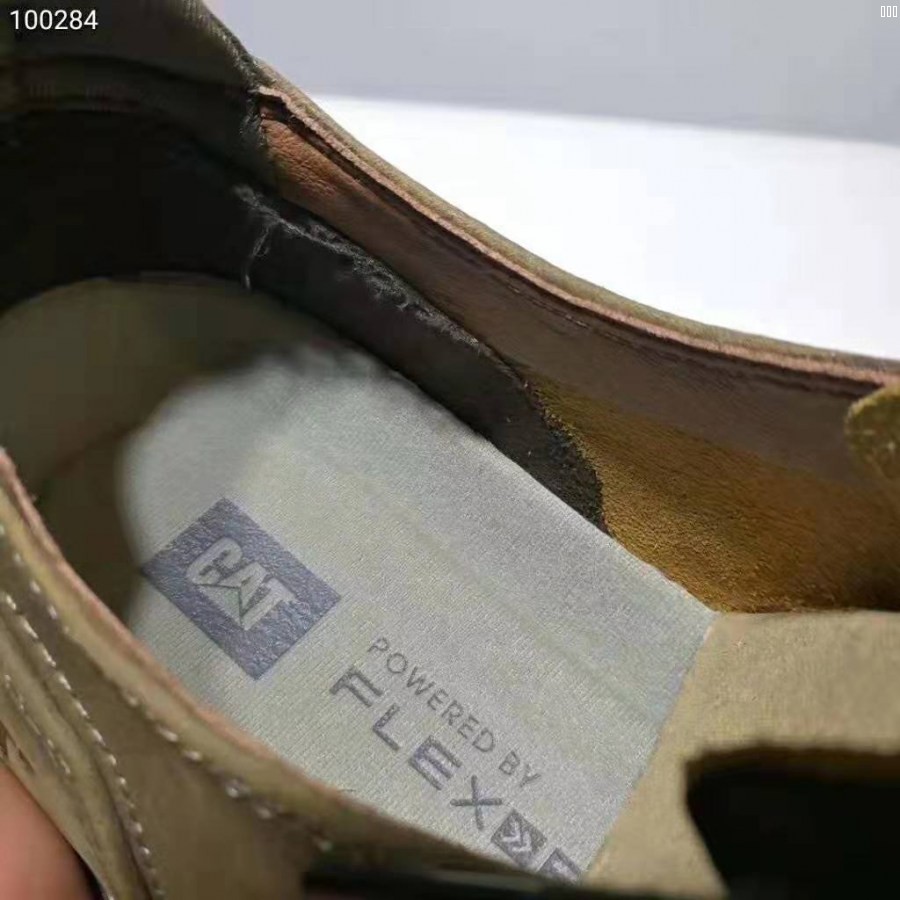 100284
CAT
POWERED BY
FLEX